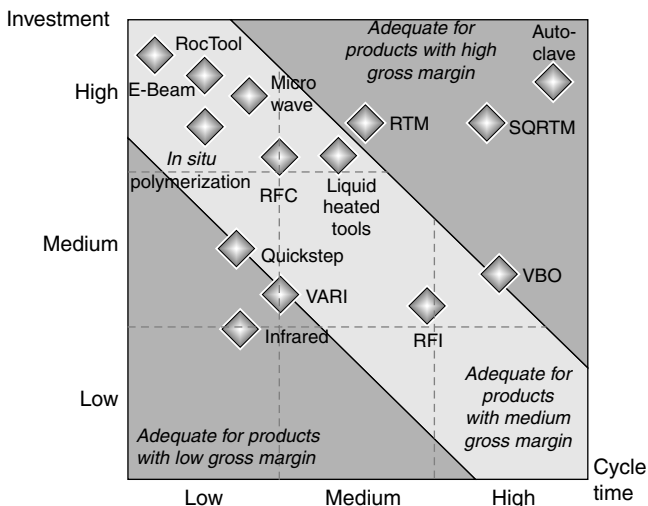 Investment
RocTool
Adequate for
products with high
gross margin
Auto-
clave
High
E-Beam
Micro
wave
RTM
SQRTM
In situ
polymerization
RFC
Liquid
heated
tools
Medium
Quickstep
VBO
VARI
Infrared
RFI
Low
Adequate for
products
with medium
gross margin
Adequate for products
with low gross margin
Cycle
time
Low
Medium
High